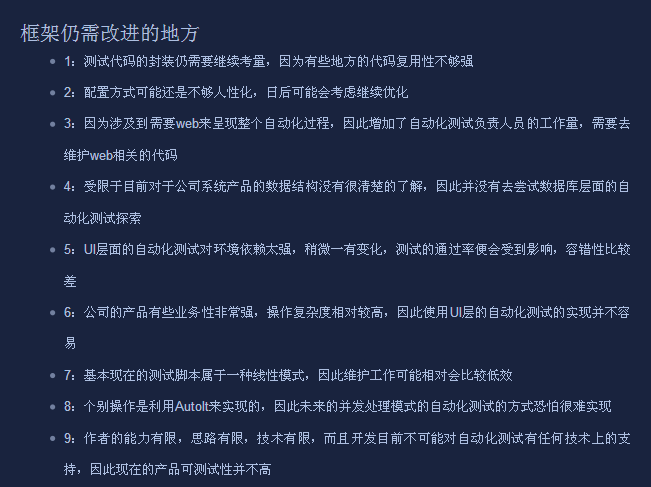 框架仍需改进的地方
1：测试代码的封装仍需要继续考量，因为有些地方的代码复用性不够强
2：配置方式可能还是不够人性化，日后可能会考虑继续优化
3：因为涉及到需要web来呈现整个自动化过程，因此增加了自动化测试负责人员的工作量，需要去
维护web相关的代码
4：受限于目前对于公司系统产品的数据结构没有很清楚的了解，因此并没有去尝试数据库层面的自
动化测试探索
5：UI层面的自动化测试对环境依赖太强，稍微一有变化，测试的通过率便会受到影响，容错性比较
差
6：公司的产品有些业务性非常强，操作复杂度相对较高，因此使用UI层的自动化测试的实现并不容
易
7：基本现在的测试脚本属于一种线性模式，因此维护工作可能相对会比较低效
8：个别操作是利用AutoIt来实现的，因此未来的并发处理模式的自动化测试的方式恐怕很难实现
9：作者的能力有限，思路有限，技术有限，而且开发目前不可能对自动化测试有任何技术上的支
持，因此现在的产品可测试性并不高